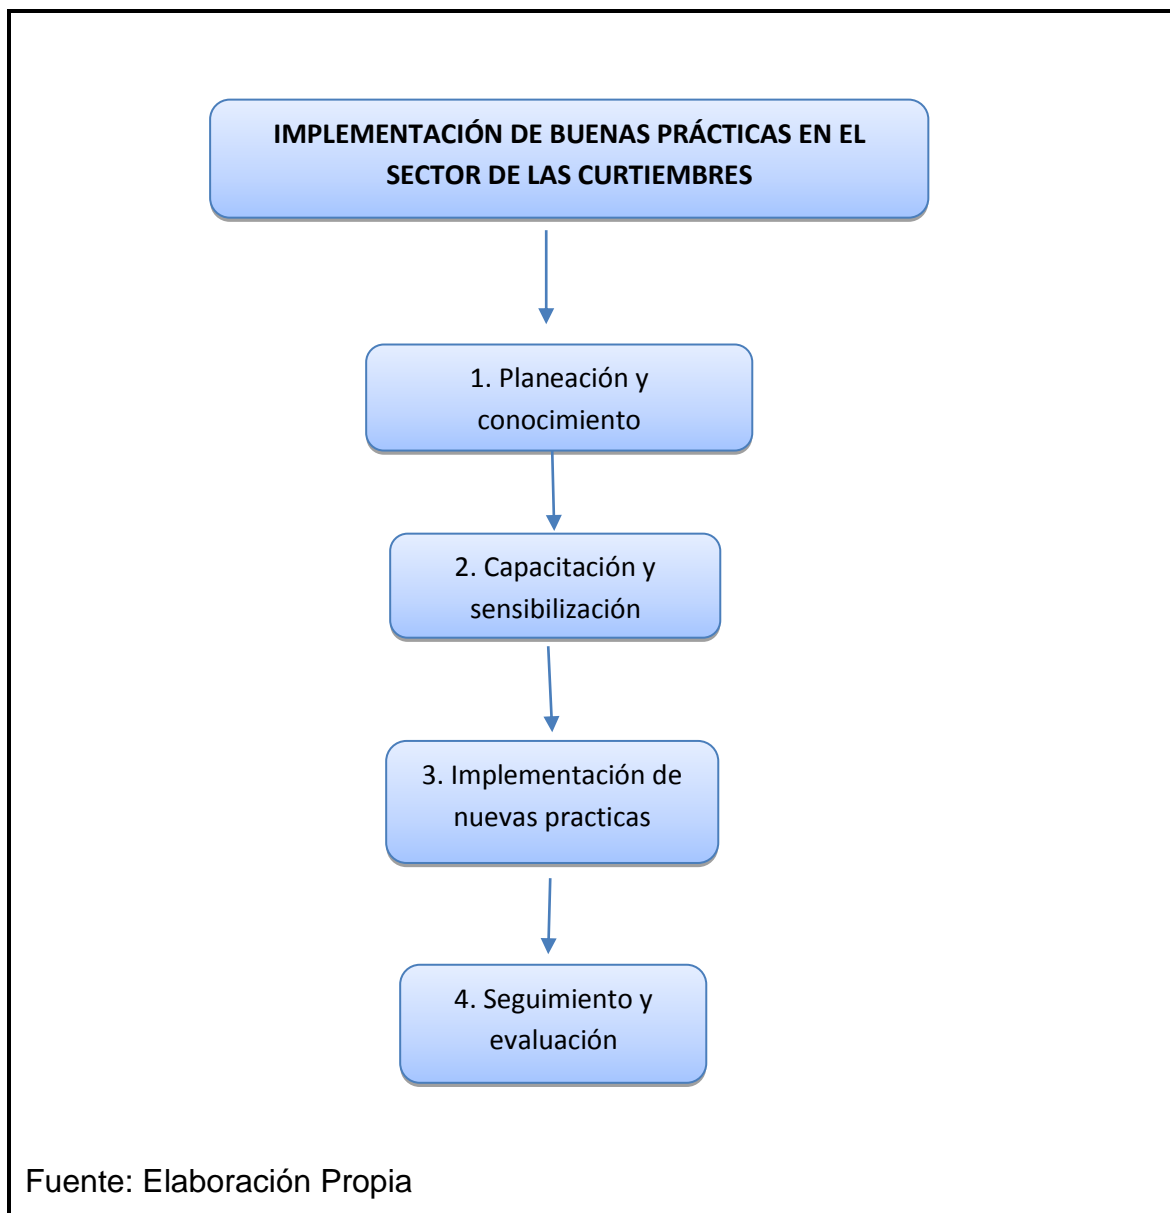 IMPLEMENTACIÓN DE BUENAS PRÁCTICAS EN EL
SECTOR DE LAS CURTIEMBRES
1. Planeación y
conocimiento
2. Capacitación y
sensibilización
3. Implementación de
nuevas practicas
4. Seguimiento y
evaluación
Fuente: Elaboración Propia